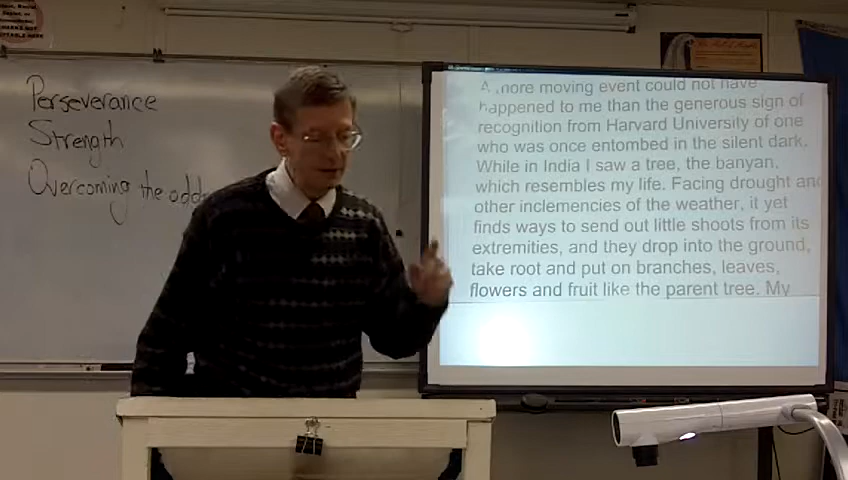 Perseverance
Strength
Overcoming the odds
A more moving event could not have
happened to me than the generous sign of
recognition from Harvard University of one
who was once entombed in the silent dark.
While in India I saw a tree, the banyan.
which resembles my life. Facing drought and
other inclemencies of the weather, it yet
finds ways to send out little shoots from its
extremities, and they drop into the ground,
take root and put on branches, leaves,
flowers and fruit like the parent tree. My